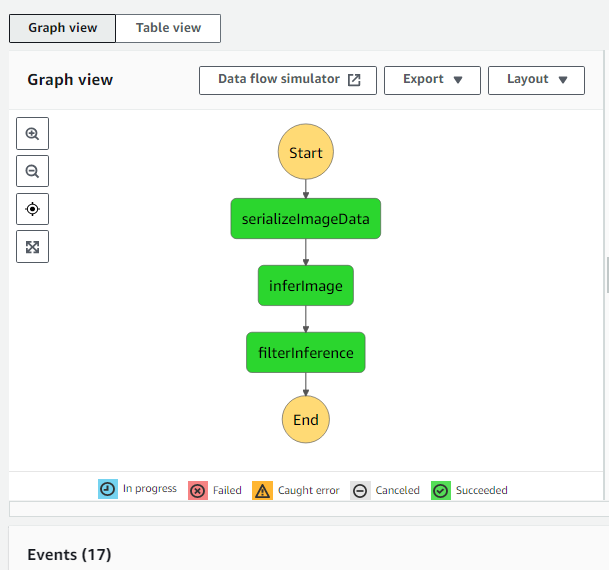 Graph view Table view
Graph view Data flow simulator Export Layout
Start
serializeImageData
inferImage
filterInference
End
In progress Failed Caught error Canceled Succeeded
Events (17)